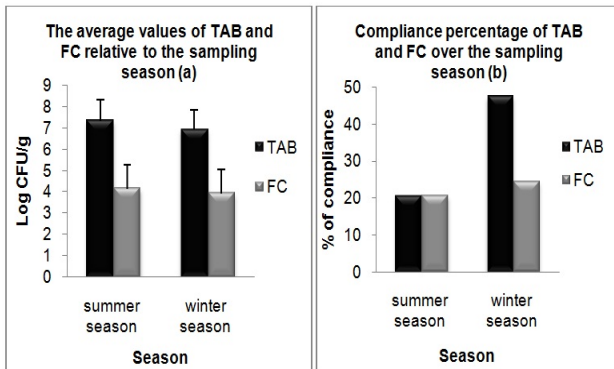 The average values of TAB and
FC relative to the sampling
season (a)
9
8
7
6
5
4
3
2
1
0
Log CFU/g
summer
season
winter
season
Season
TAB
FC
Compliance percentage of TAB
and FC over the sampling
season (b)
50
40
30
20
10
0
% of compliance
summer
season
winter
season
Season
TAB
FC